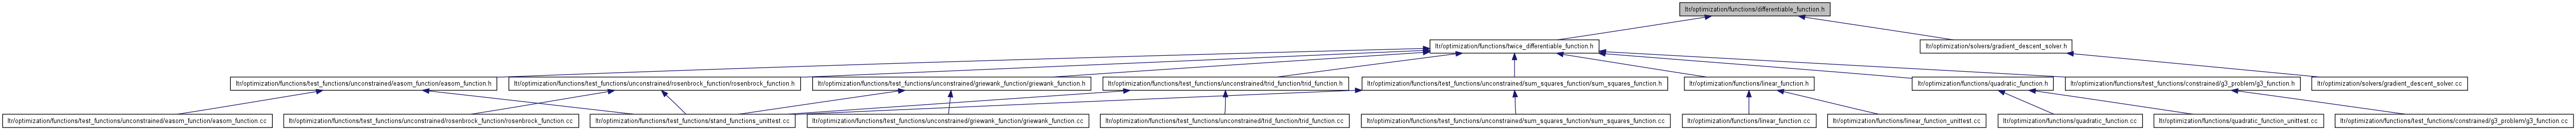 ltr/optimization/functions/differentiable_function.h
ltr/optimization/functions/twice_differentiable_function.h
ltr/optimization/solvers/gradient_descent_solver.h
ltr/optimization/functions/test_functions/unconstrained/easom_function/easom_function.h
ltr/optimization/functions/test_functions/unconstrained/rosenbrock_function/rosenbrock_function.h
ltr/optimization/functions/test_functions/unconstrained/griewank_function/griewank_function.h
ltr/optimization/functions/test_functions/unconstrained/trid_function/trid_function.h
ltr/optimization/functions/test_functions/unconstrained/sum_squares_function/sum_squares_function.h
ltr/optimization/functions/linear_function.h
ltr/optimization/functions/quadratic_function.h
ltr/optimization/functions/test_functions/constrained/g3_problem/g3_function.h
ltr/optimization/solvers/gradient_descent_solver.cc
ltr/optimization/functions/test_functions/unconstrained/easom_function/easom_function.cc
ltr/optimization/functions/test_functions/unconstrained/rosenbrock_function/rosenbrock_function.cc
ltr/optimization/functions/test_functions/stand_functions_unittest.cc
ltr/optimization/functions/test_functions/unconstrained/griewank_function/griewank_function.cc
ltr/optimization/functions/test_functions/unconstrained/trid_function/trid_function.cc
ltr/optimization/functions/test_functions/unconstrained/sum_squares_function/sum_squares_function.cc
ltr/optimization/functions/linear_function.cc
ltr/optimization/functions/linear_function_unittest.cc
ltr/optimization/functions/quadratic_function.cc
ltr/optimization/functions/quadratic_function_unittest.cc
ltr/optimization/functions/test_functions/constrained/g3_problem/g3_function.cc